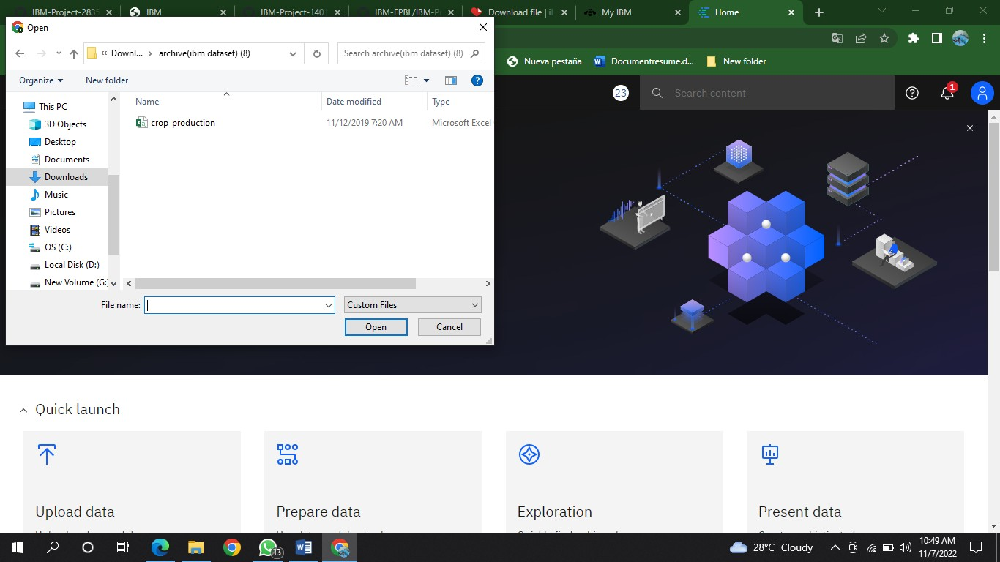 IBM-Project-2835
IBM
IBM-Project-1401
IBM-EPBL/IBM-P
Download file | iL
My IBM
Home
Open
« Downl... › archive(ibm dataset) (8)
Search archive(ibm dataset) (8)
Nueva pestaña
Documentresume.d...
New folder
Organize
New folder
23
Search content
1
Name
Date modified
Type
This PC
3D Objects
Desktop
Documents
Downloads
Music
Pictures
Videos
OS (C:)
Local Disk (D:)
New Volume (G:
crop_production
11/12/2019 7:20 AM
Microsoft Excel
File name:
Custom Files
Open
Cancel
Quick launch
Upload data
Prepare data
Exploration
Present data
13
28°C Cloudy
10:49 AM
11/7/2022